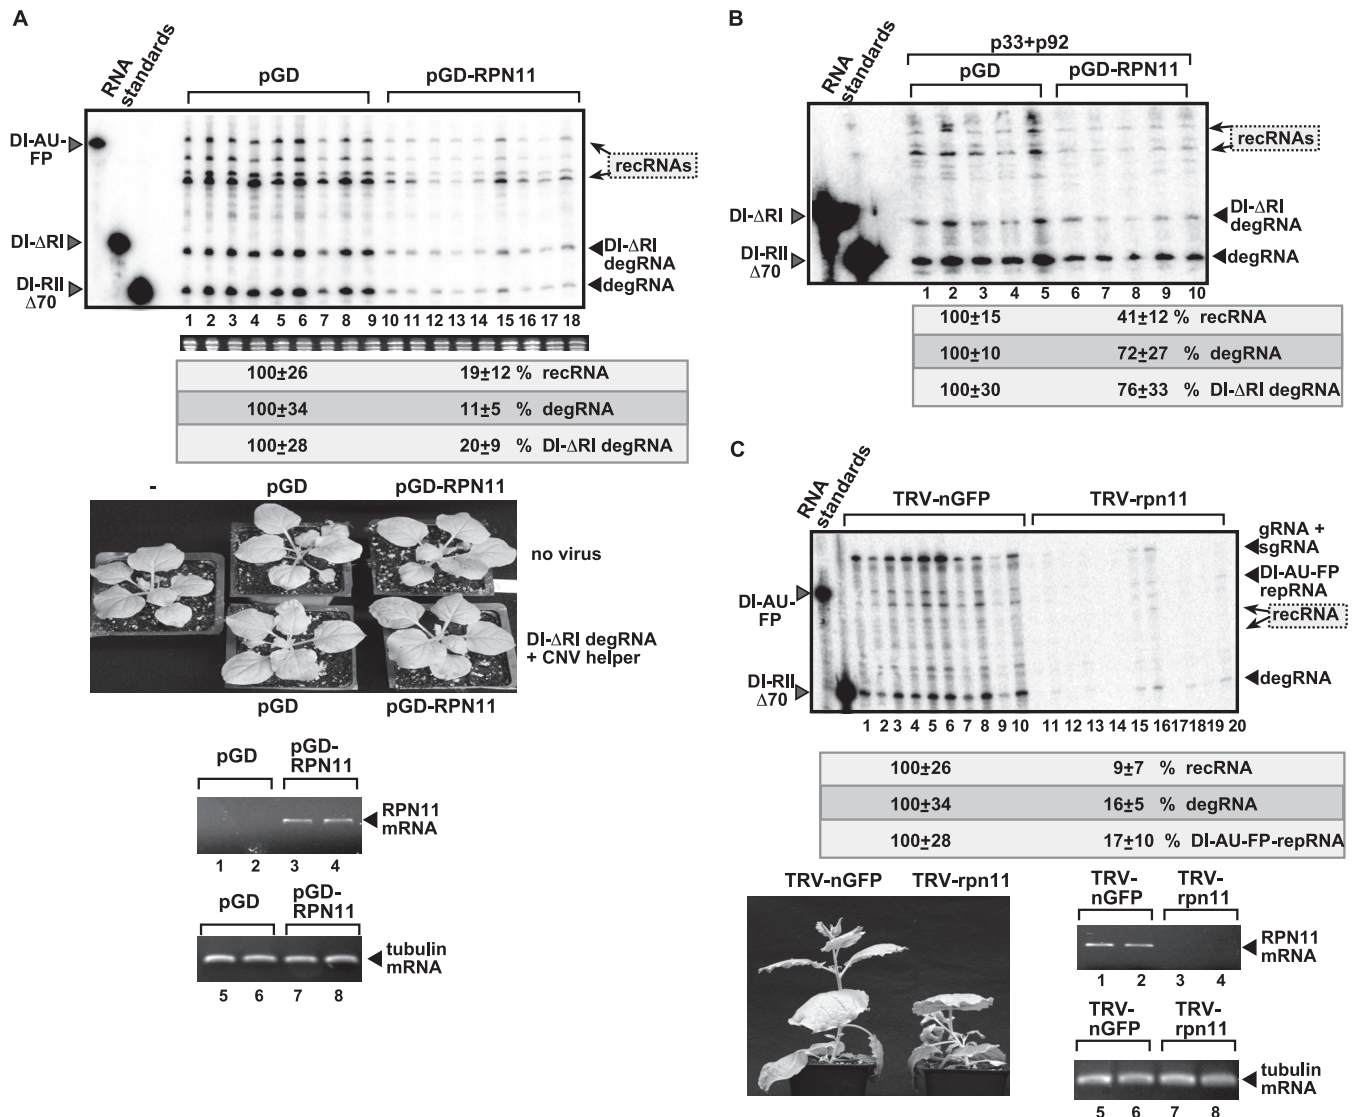 A
RNA
standards
pGD
pGD-RPN11
DI-AU-
FP
recRNAs
DI-ΔRI
DI-ΔRI
degRNA
DI-RII
Δ70
degRNA
1 2 3 4 5 6 7 8 9 10 11 12 13 14 15 16 17 18
100±26 19±12 % recRNA
100±34 11±5 % degRNA
100±28 20±9 % DI-ΔRI degRNA
- pGD pGD-RPN11
no virus
DI-ΔRI degRNA
+ CNV helper
pGD pGD-RPN11
pGD
pGD-
RPN11
RPN11
mRNA
1 2 3 4
pGD
pGD-
RPN11
tubulin
mRNA
5 6 7 8
B
RNA
standards
p33+p92
pGD
pGD-RPN11
recRNAs
DI-ΔRI
DI-ΔRI
degRNA
DI-RII
Δ70
degRNA
1 2 3 4 5 6 7 8 9 10
100±15 41±12 % recRNA
100±10 72±27 % degRNA
100±30 76±33 % DI-ΔRI degRNA
C
RNA
standards
TRV-nGFP
TRV-rpn11
gRNA +
sgRNA
DI-AU-FP
repRNA
DI-AU-
FP
recRNA
DI-RII
Δ70
degRNA
1 2 3 4 5 6 7 8 9 10 11 12 13 14 15 16 17 18 19 20
100±26 9±7 % recRNA
100±34 16±5 % degRNA
100±28 17±10 % DI-AU-FP-repRNA
TRV-nGFP TRV-rpn11
TRV-
nGFP
TRV-
rpn11
RPN11
mRNA
1 2 3 4
TRV-
nGFP
TRV-
rpn11
tubulin
mRNA
5 6 7 8